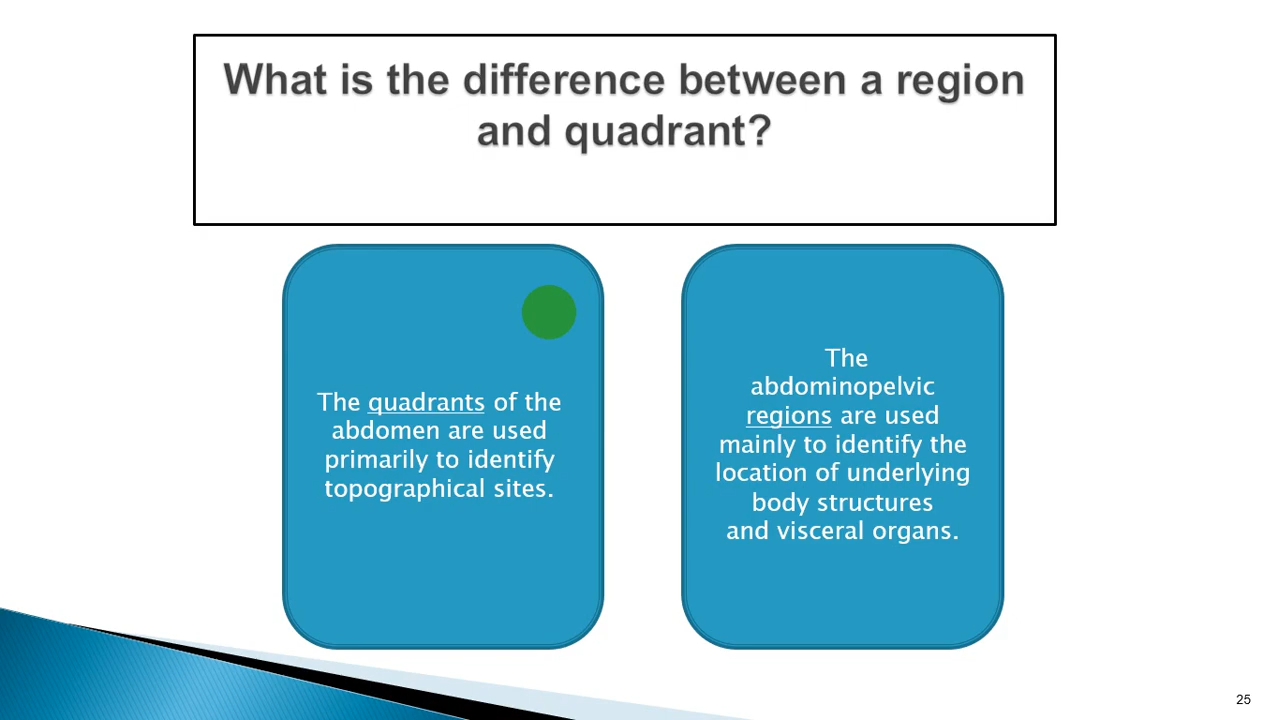 What is the difference between a region
and quadrant?
The quadrants of the
abdomen are used
primarily to identify
topographical sites.
The
abdominopelvic
regions are used
mainly to identify the
location of underlying
body structures
and visceral organs.
25